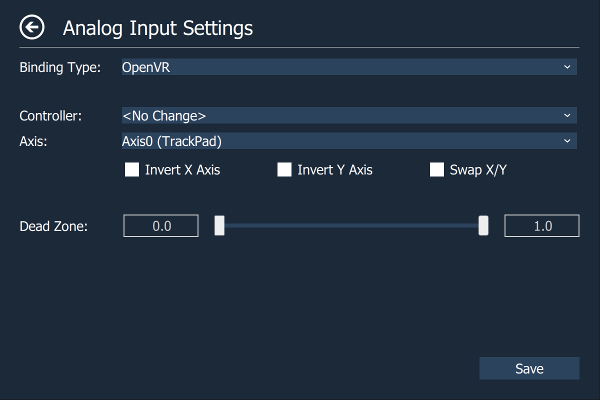 Analog Input Settings
Binding Type: OpenVR
Controller: <No Change>
Axis: Axis0 (TrackPad)
Invert X Axis Invert Y Axis Swap X/Y
Dead Zone: 0.0 1.0
Save